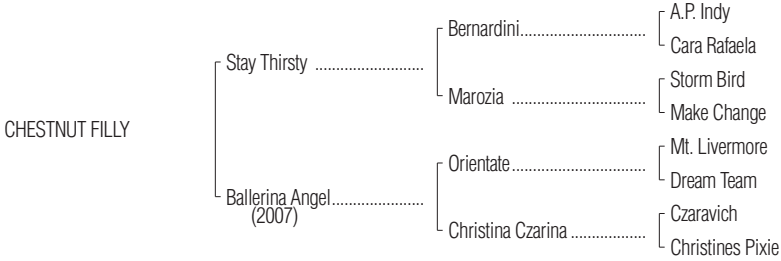 A.P. Indy
Bernardini..............................
Cara Rafaela
Stay Thirsty ..........................
Storm Bird
Marozia ................................
Make Change
CHESTNUT FILLY
Mt. Livermore
Orientate................................
Dream Team
Ballerina Angel......................
(2007)
Czaravich
Christina Czarina ..................
Christines Pixie